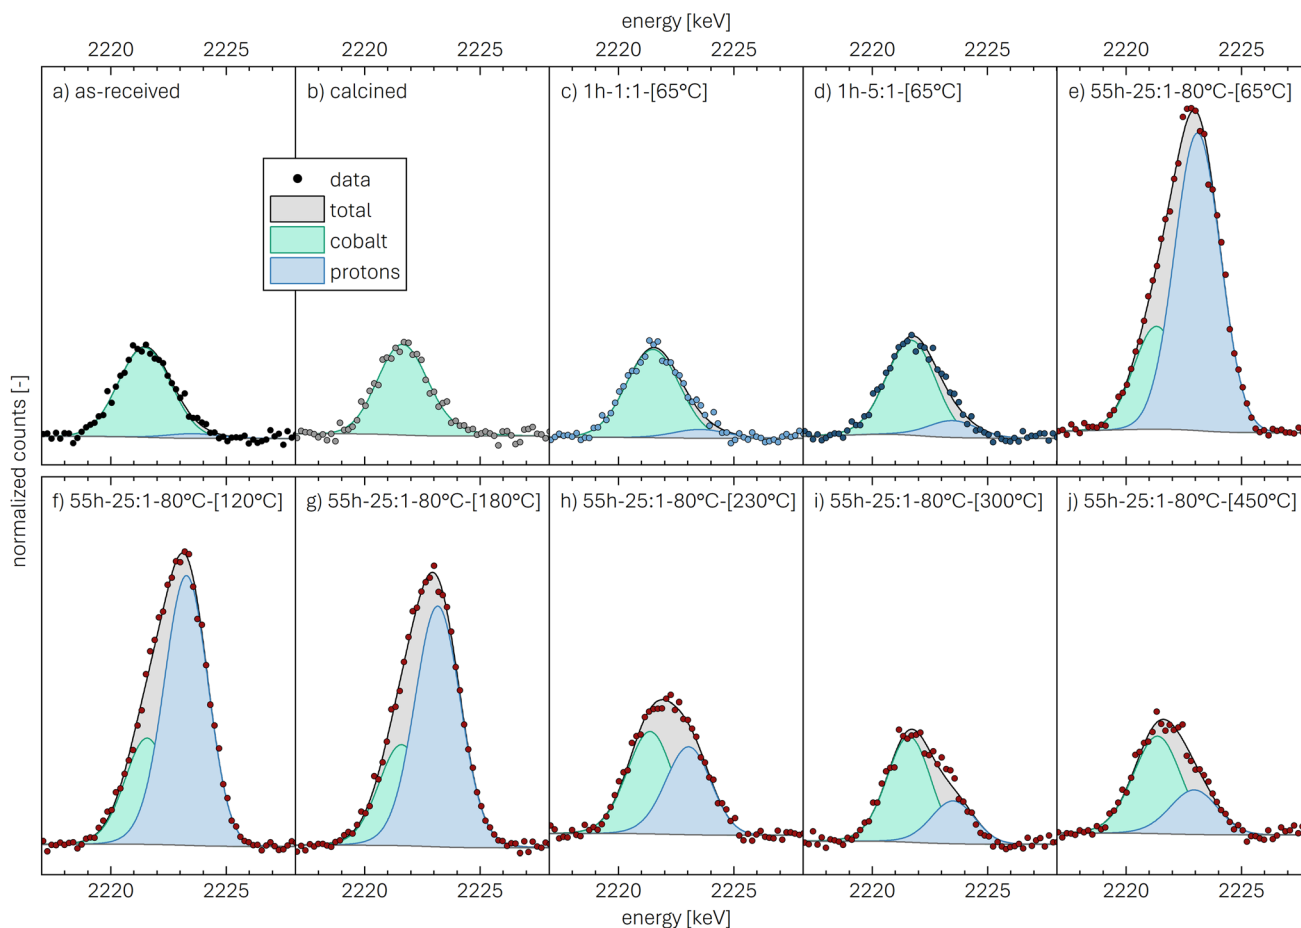 energy [keV]
2220 2225 2220 2225 2220 2225 2220 2225 2220 2225
a) as-received
b) calcined
c) 1h-1:1-[65°C]
d) 1h-5:1-[65°C]
e) 55h-25:1-80°C-[65°C]
data
total
cobalt
protons
normalized counts [-]
f) 55h-25:1-80°C-[120°C]
g) 55h-25:1-80°C-[180°C]
h) 55h-25:1-80°C-[230°C]
i) 55h-25:1-80°C-[300°C]
j) 55h-25:1-80°C-[450°C]
2220 2225 2220 2225 2220 2225 2220 2225 2220 2225
energy [keV]